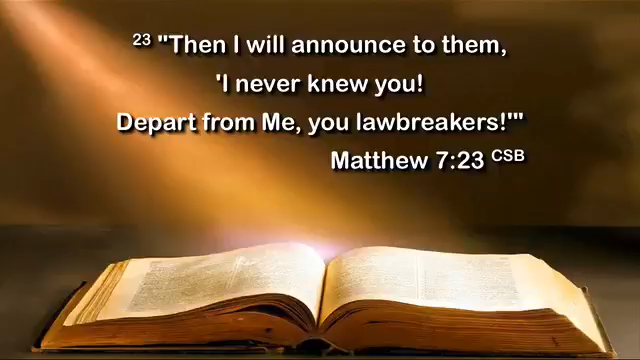 23 "Then I will announce to them,
'I never knew you!
Depart from Me, you lawbreakers!'"
Matthew 7:23 CSB